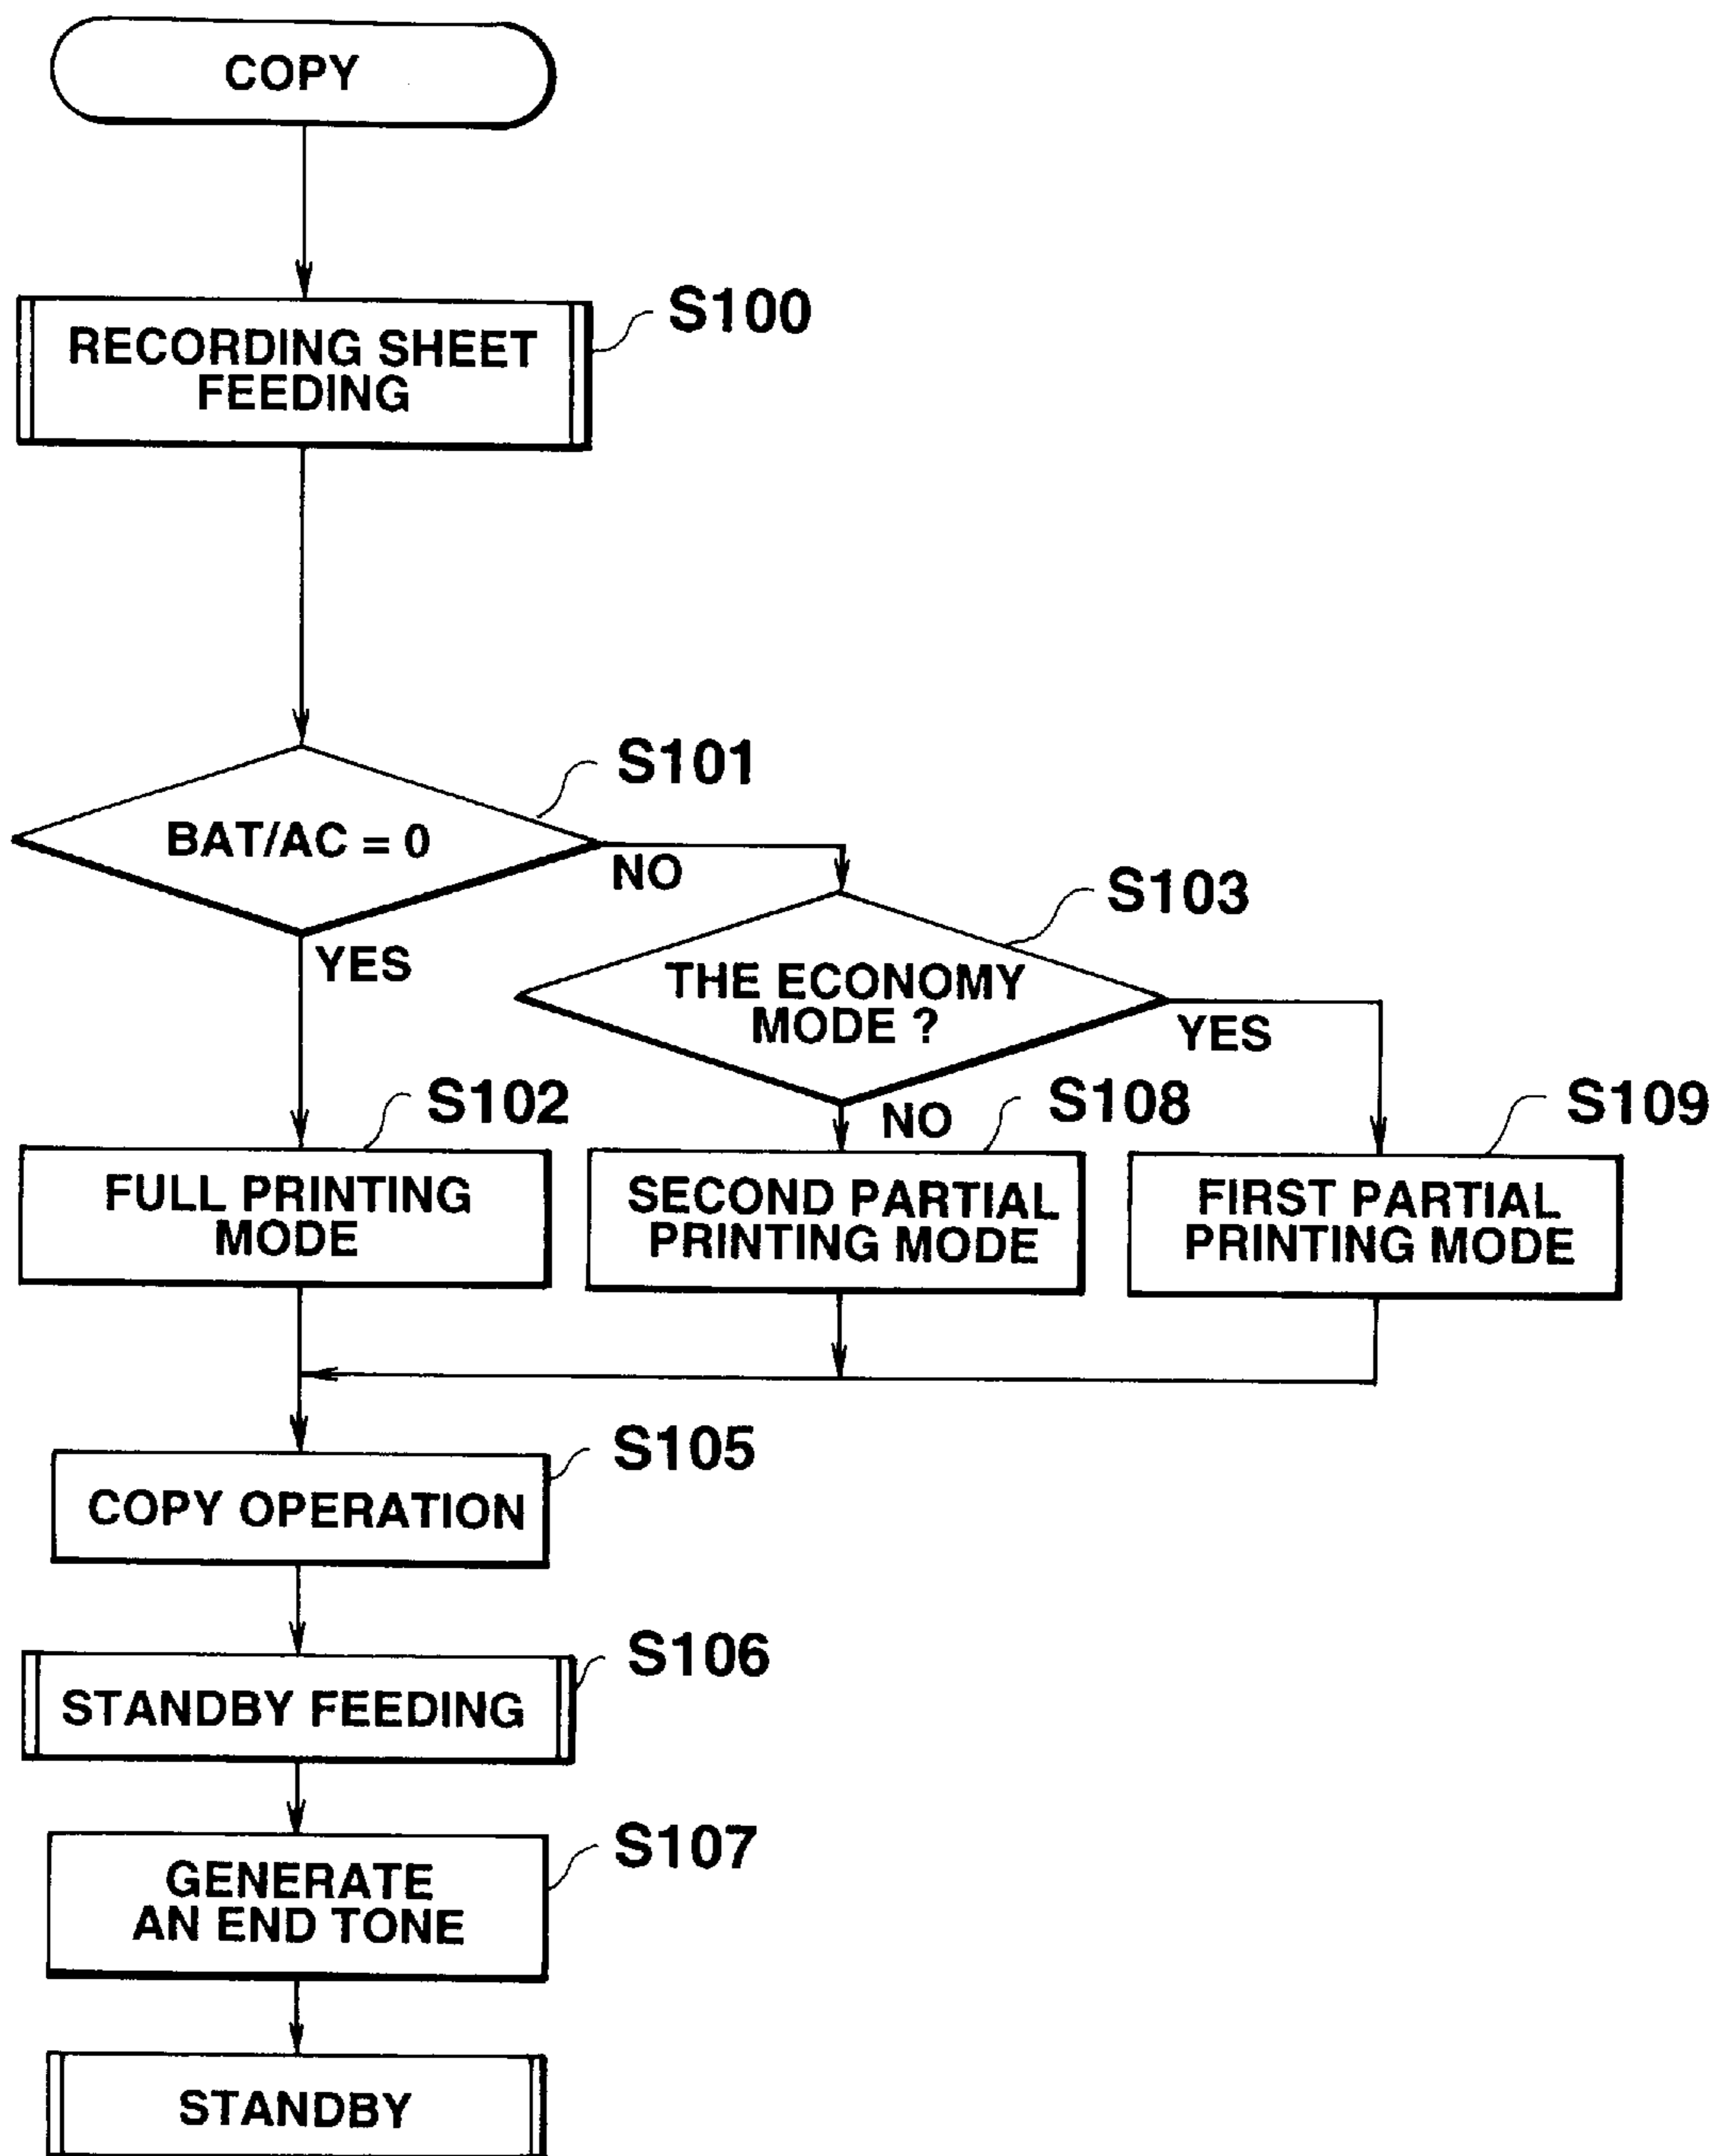 COPY
S100
RECORDING SHEET
FEEDING
S101
BAT/AC = 0
NO
YES
S103
THE ECONOMY
MODE ?
YES
NO
S102
FULL PRINTING
MODE
S108
SECOND PARTIAL
PRINTING MODE
S109
FIRST PARTIAL
PRINTING MODE
S105
COPY OPERATION
S106
STANDBY FEEDING
S107
GENERATE
AN END TONE
STANDBY